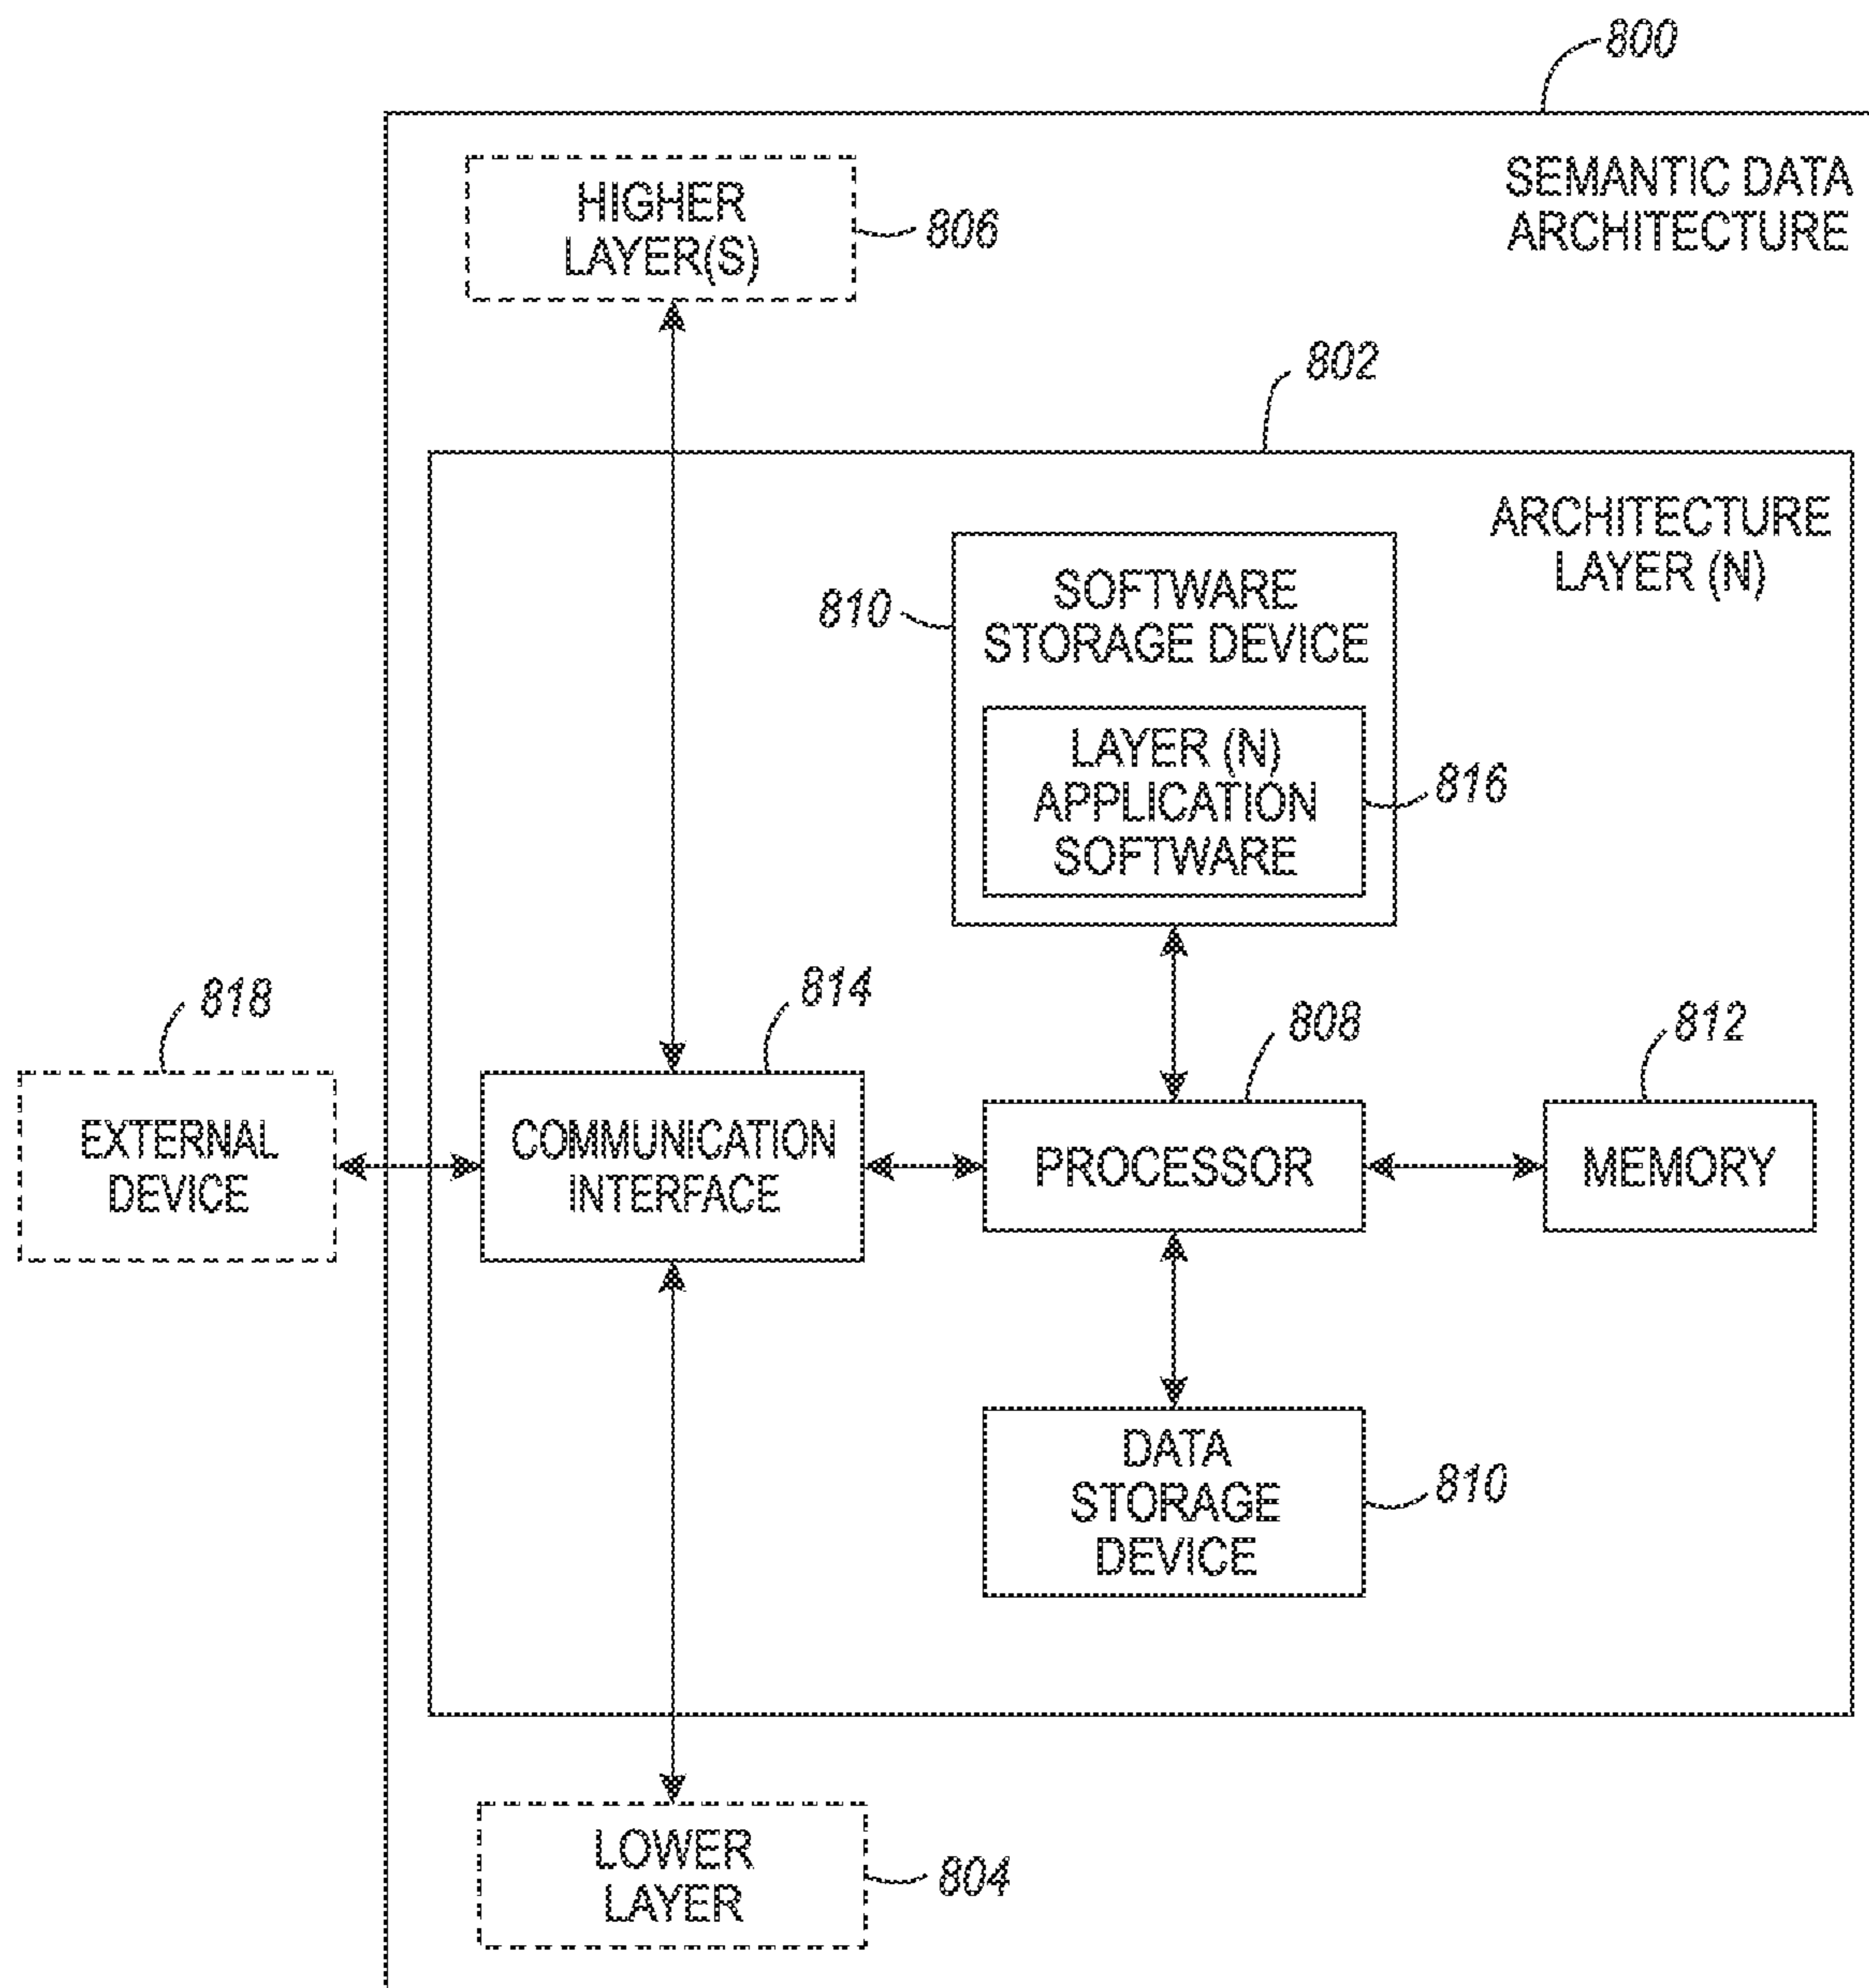 800
SEMANTIC DATA
ARCHITECTURE
HIGHER
LAYER(S)
806
802
ARCHITECTURE
LAYER (N)
810
SOFTWARE
STORAGE DEVICE
LAYER (N)
APPLICATION
SOFTWARE
816
818
814
808
812
EXTERNAL
DEVICE
COMMUNICATION
INTERFACE
PROCESSOR
MEMORY
DATA
STORAGE
DEVICE
810
LOWER
LAYER
804